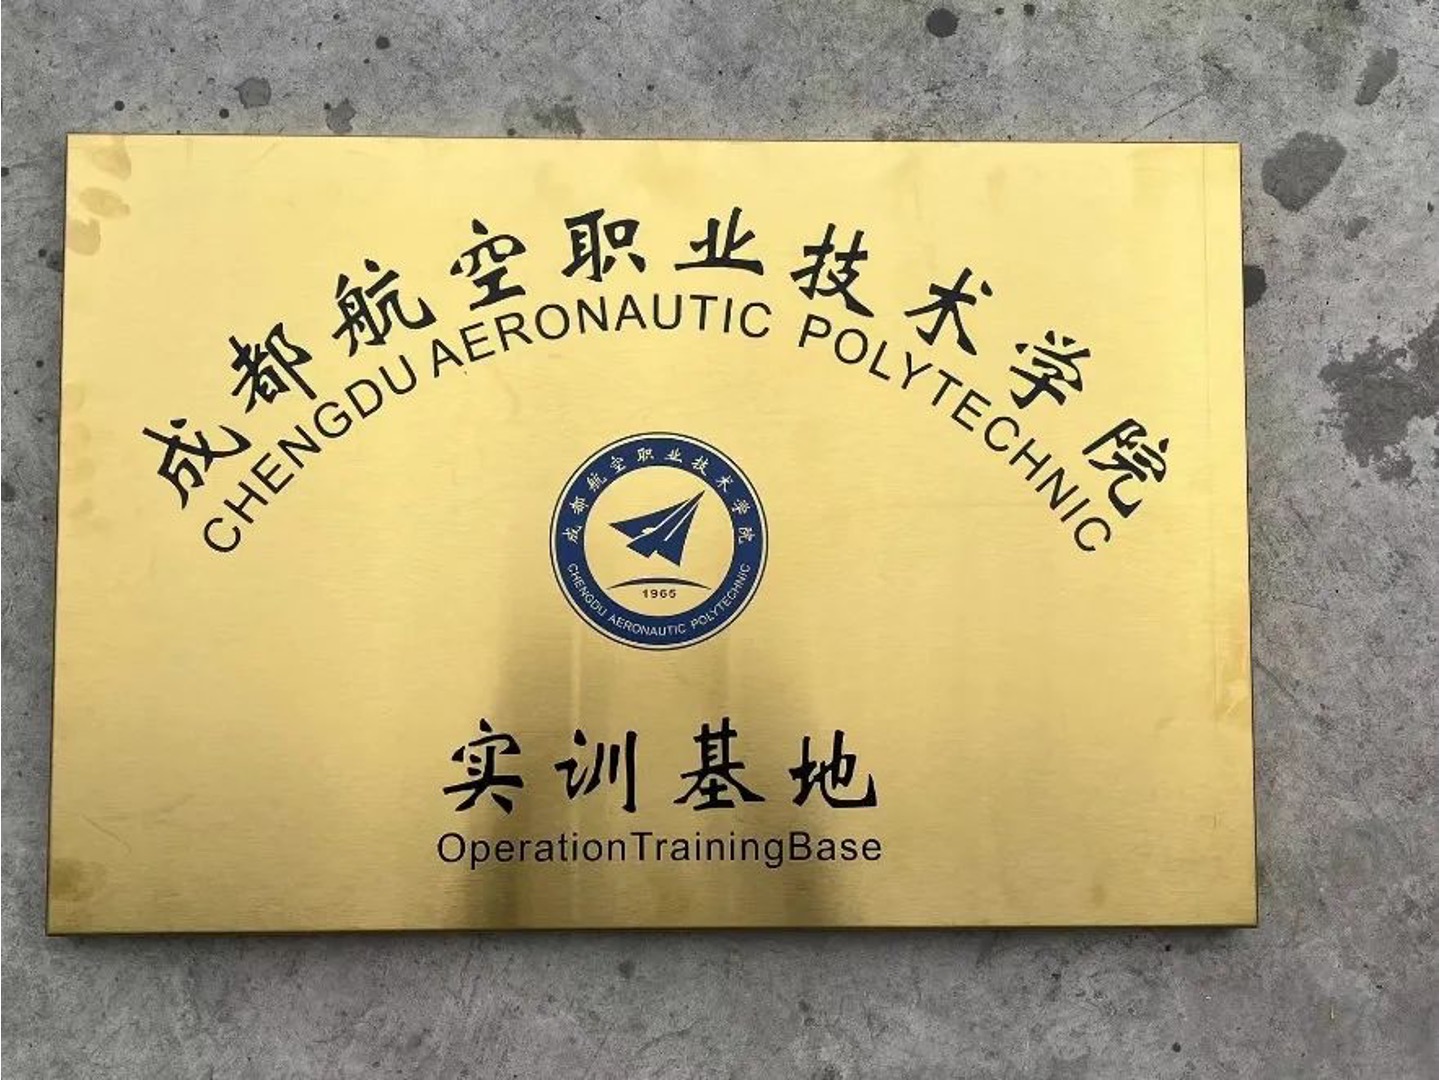 成都航空职业技术学院
CHENGDU AERONAUTIC POLYTECHNIC
成都航空职业技术学院
1965
CHENGDU AERONAUTIC POLYTECHNIC
实训基地
OperationTrainingBase